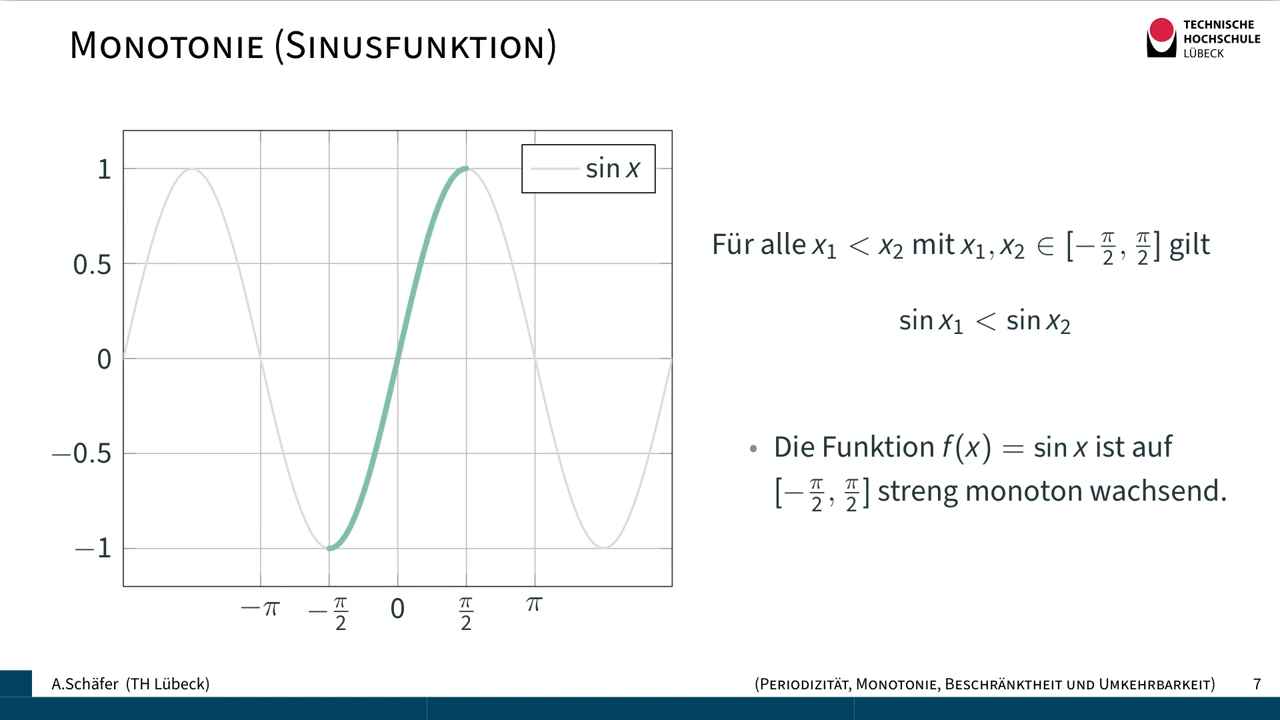 Monotonie (Sinusfunktion)
TECHNISCHE
HOCHSCHULE
LÜBECK
1
0.5
0
−0.5
−1
sin x
−π −π/2 0 π/2 π
Für alle x₁ < x₂ mit x₁, x₂ ∈ [−π/2, π/2] gilt
sin x₁ < sin x₂
• Die Funktion f(x) = sin x ist auf
[−π/2, π/2] streng monoton wachsend.
A.Schäfer (TH Lübeck)
(Periodizität, Monotonie, Beschränktheit und Umkehrbarkeit) 7